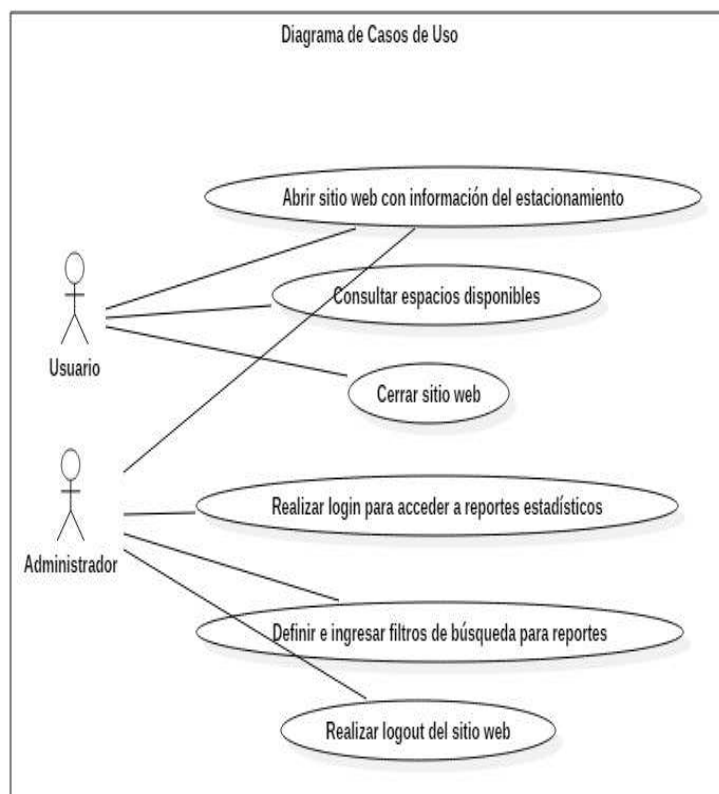 Diagrama de Casos de Uso
Abrir sitio web con información del estacionamiento
Consultar espacios disponibles
Usuario
Cerrar sitio web
Realizar login para acceder a reportes estadísticos
Administrador
Definir e ingresar filtros de búsqueda para reportes
Realizar logout del sitio web